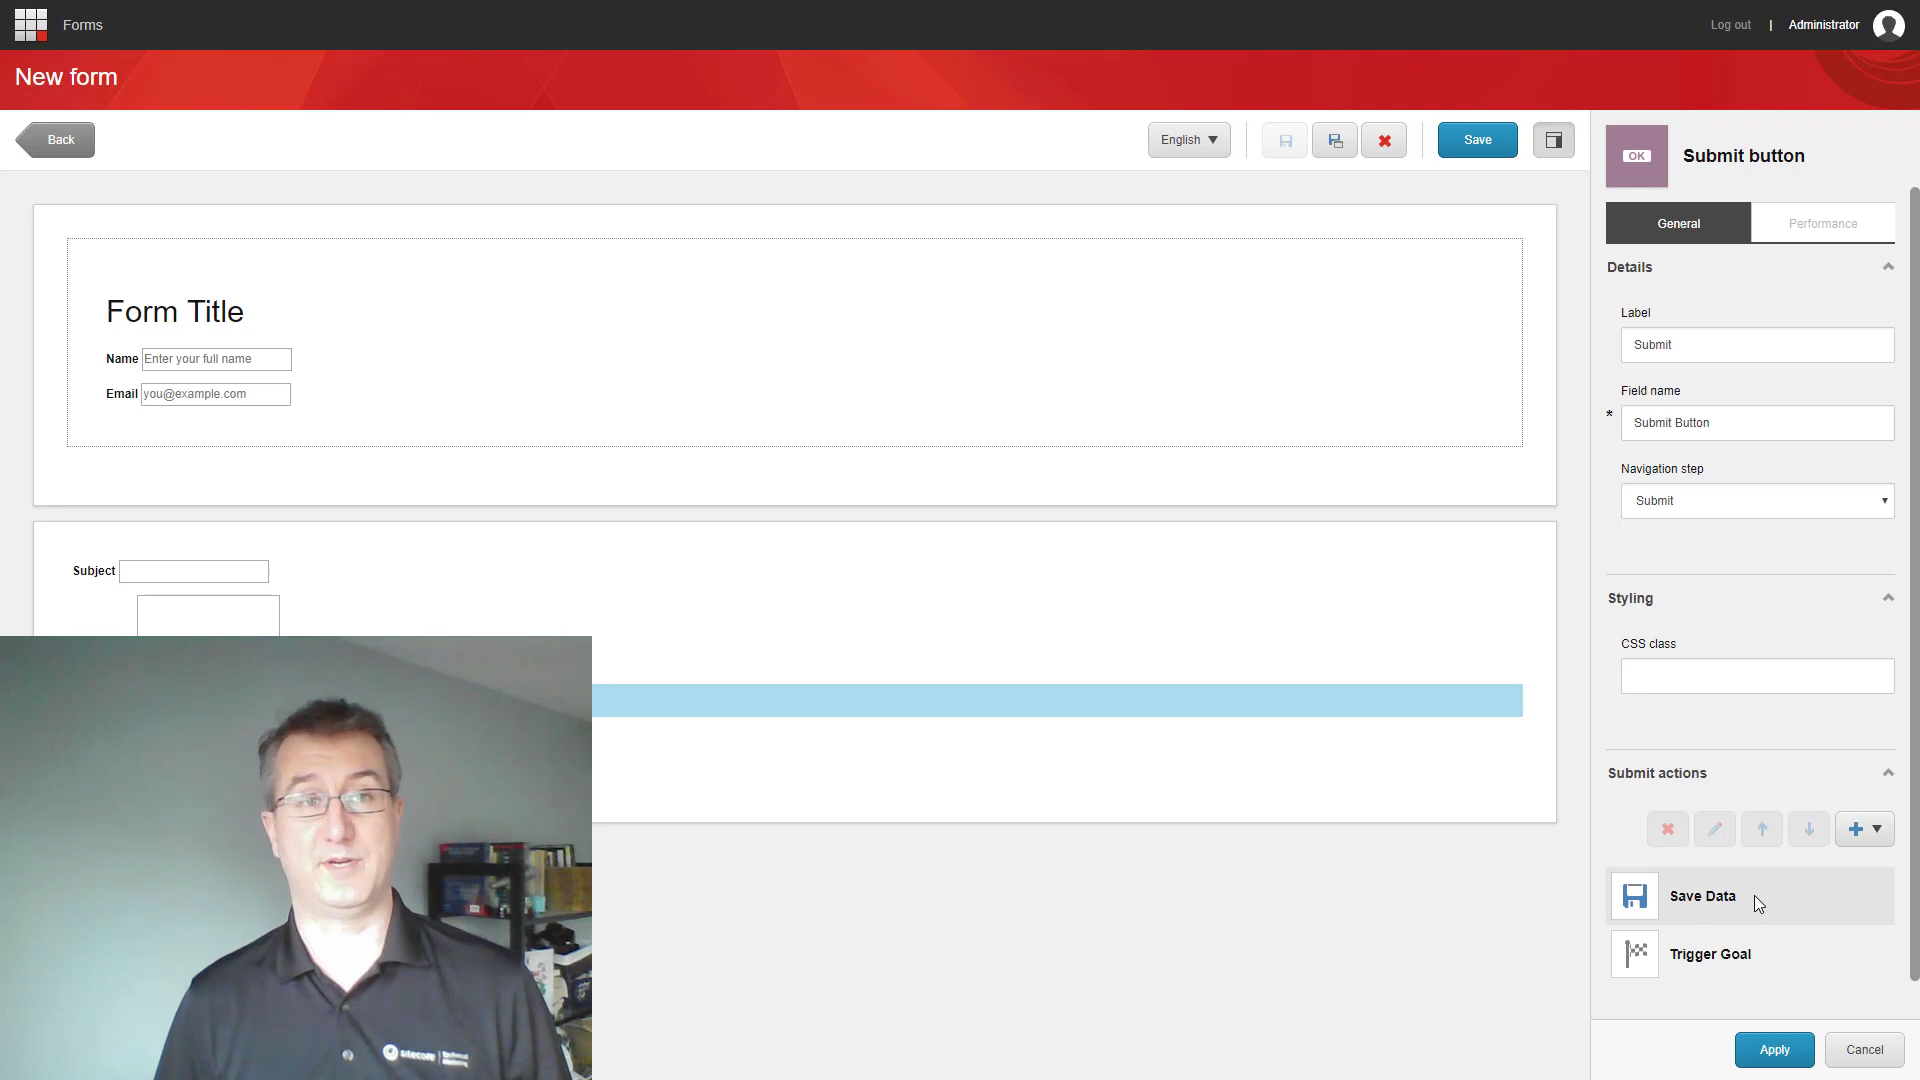 Forms
Log out | Administrator
New form
Back
English
Save
OK
Submit button
General
Performance
Details
Label
Submit
Field name
* Submit Button
Navigation step
Submit
Styling
CSS class
Submit actions
Save Data
Trigger Goal
Apply
Cancel
Form Title
Name Enter your full name
Email you@example.com
Subject
sitecore